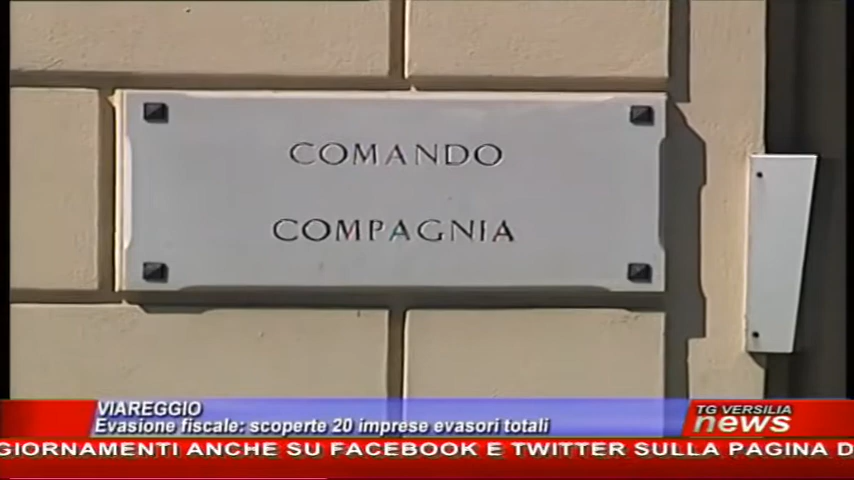 COMANDO
COMPAGNIA
VIAREGGIO
Evasione fiscale: scoperte 20 imprese evasori totali
TG VERSILIA
news
GIORNAMENTI ANCHE SU FACEBOOK E TWITTER SULLA PAGINA D